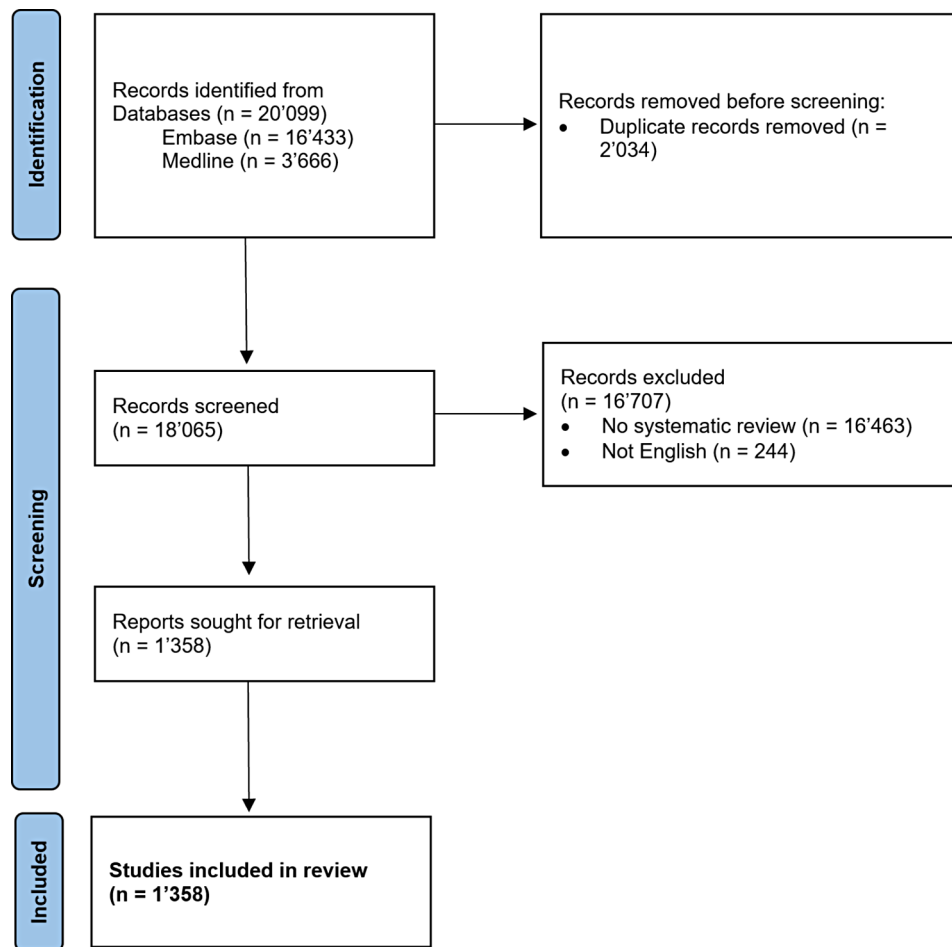 Identification
Records identified from
Databases (n = 20’099)
Embase (n = 16’433)
Medline (n = 3’666)
Records removed before screening:
• Duplicate records removed (n =
2’034)
Screening
Records screened
(n = 18’065)
Records excluded
(n = 16’707)
• No systematic review (n = 16’463)
• Not English (n = 244)
Reports sought for retrieval
(n = 1’358)
Included
Studies included in review
(n = 1’358)